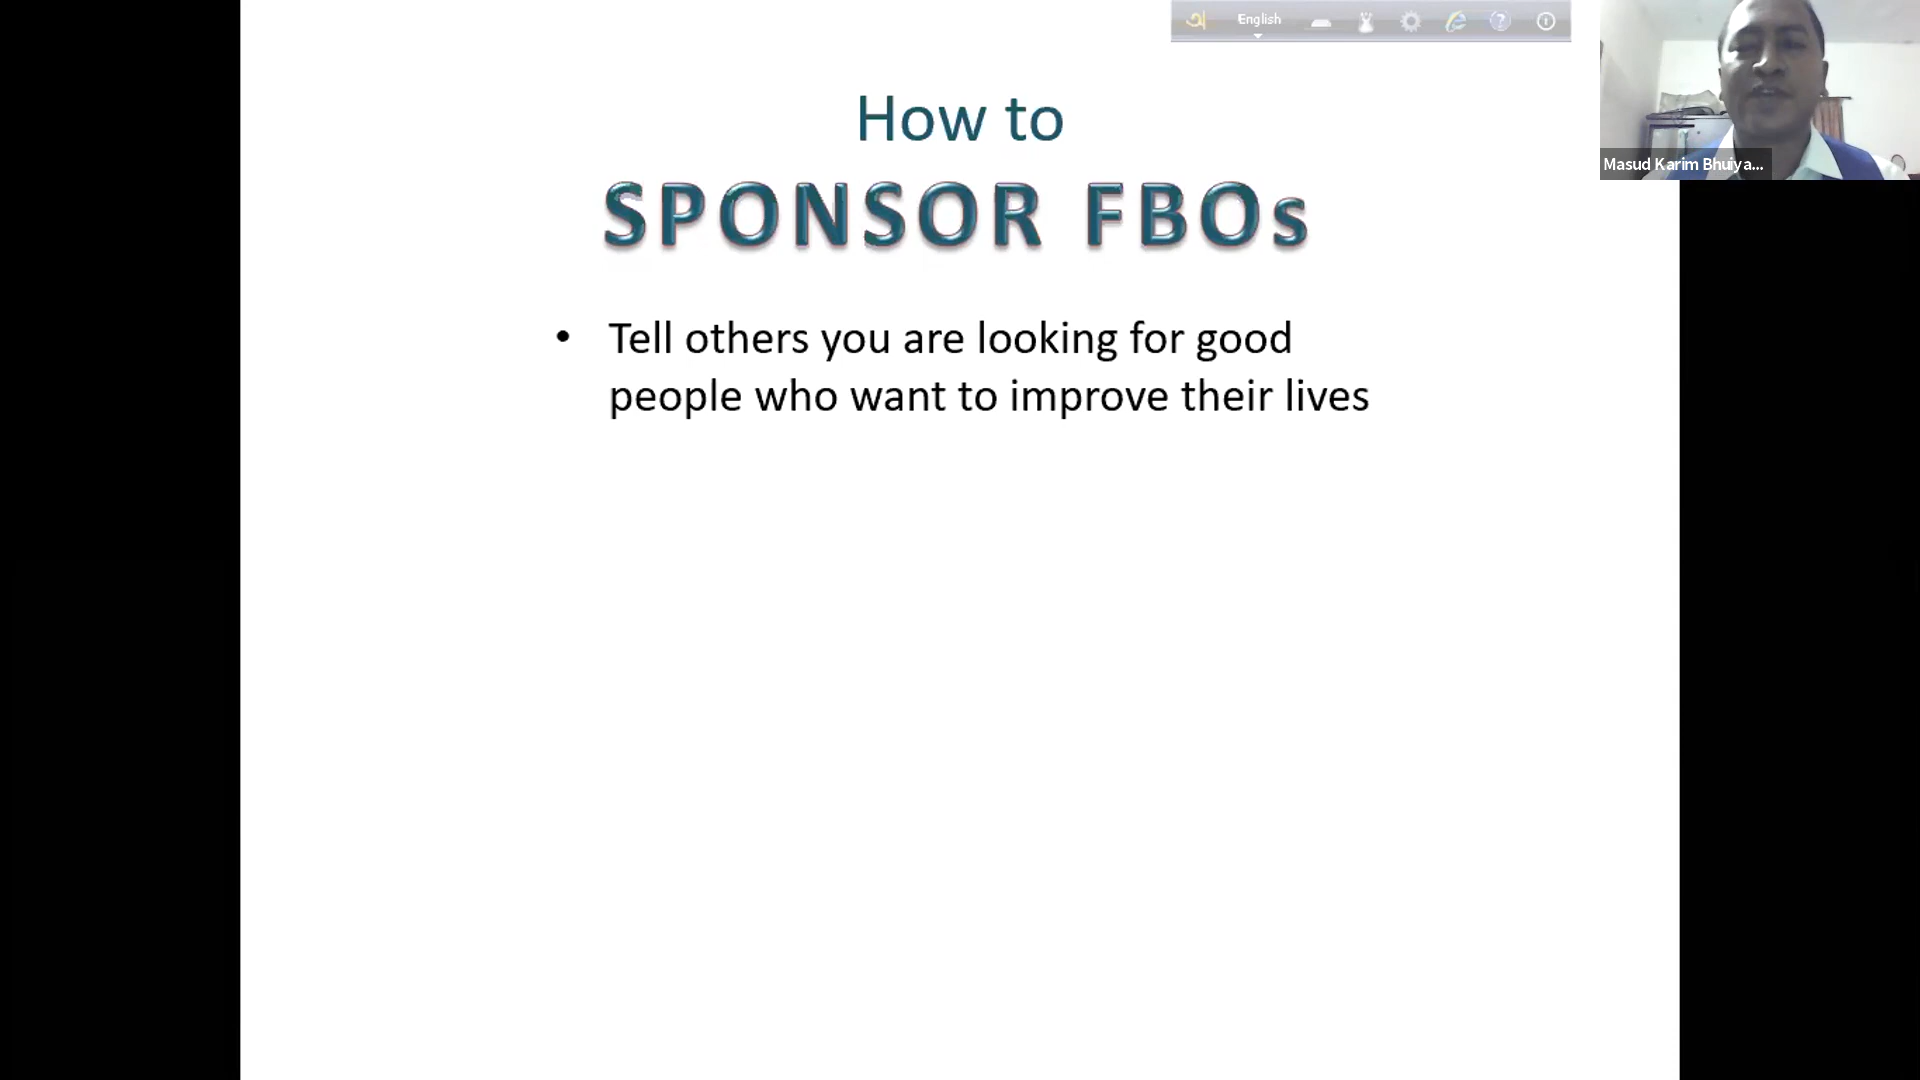 অ English
How to
SPONSOR FBOs
• Tell others you are looking for good
people who want to improve their lives
Masud Karim Bhuiya...